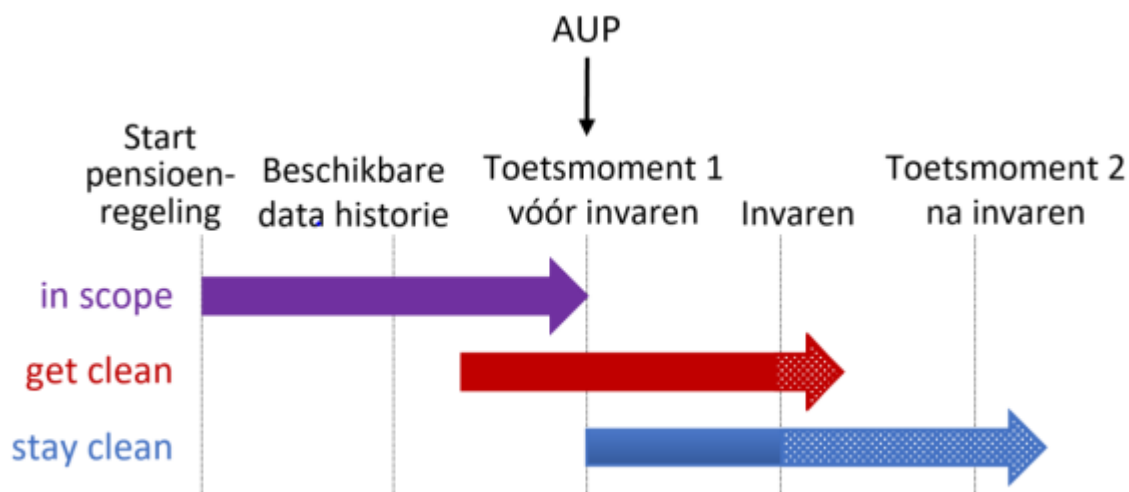 AUP
Start
pensioen-
regeling
Beschikbare
data historie
Toetsmoment 1
vóór invaren
Invaren
Toetsmoment 2
na invaren
in scope
get clean
stay clean